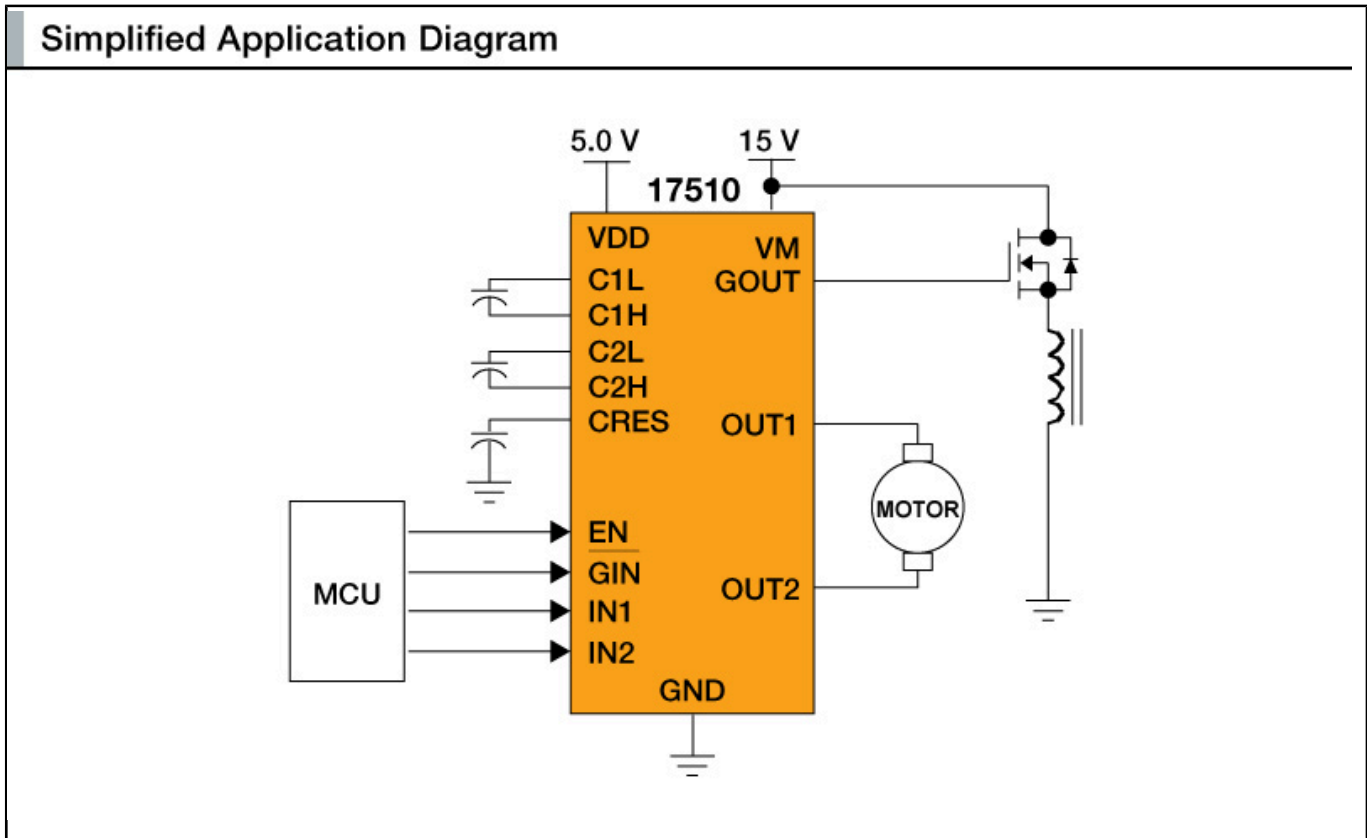 Simplified Application Diagram
5.0 V
15 V
17510
VDD
VM
C1L
GOUT
C1H
C2L
C2H
CRES
OUT1
MOTOR
EN
GIN
MCU
OUT2
IN1
IN2
GND